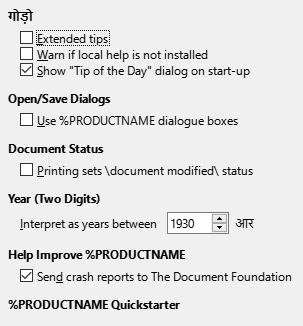 गोड़ो
Extended tips
Warn if local help is not installed
Show "Tip of the Day" dialog on start-up
Open/Save Dialogs
Use %PRODUCTNAME dialogue boxes
Document Status
Printing sets \document modified\ status
Year (Two Digits)
Interpret as years between 1930 आर
Help Improve %PRODUCTNAME
Send crash reports to The Document Foundation
%PRODUCTNAME Quickstarter